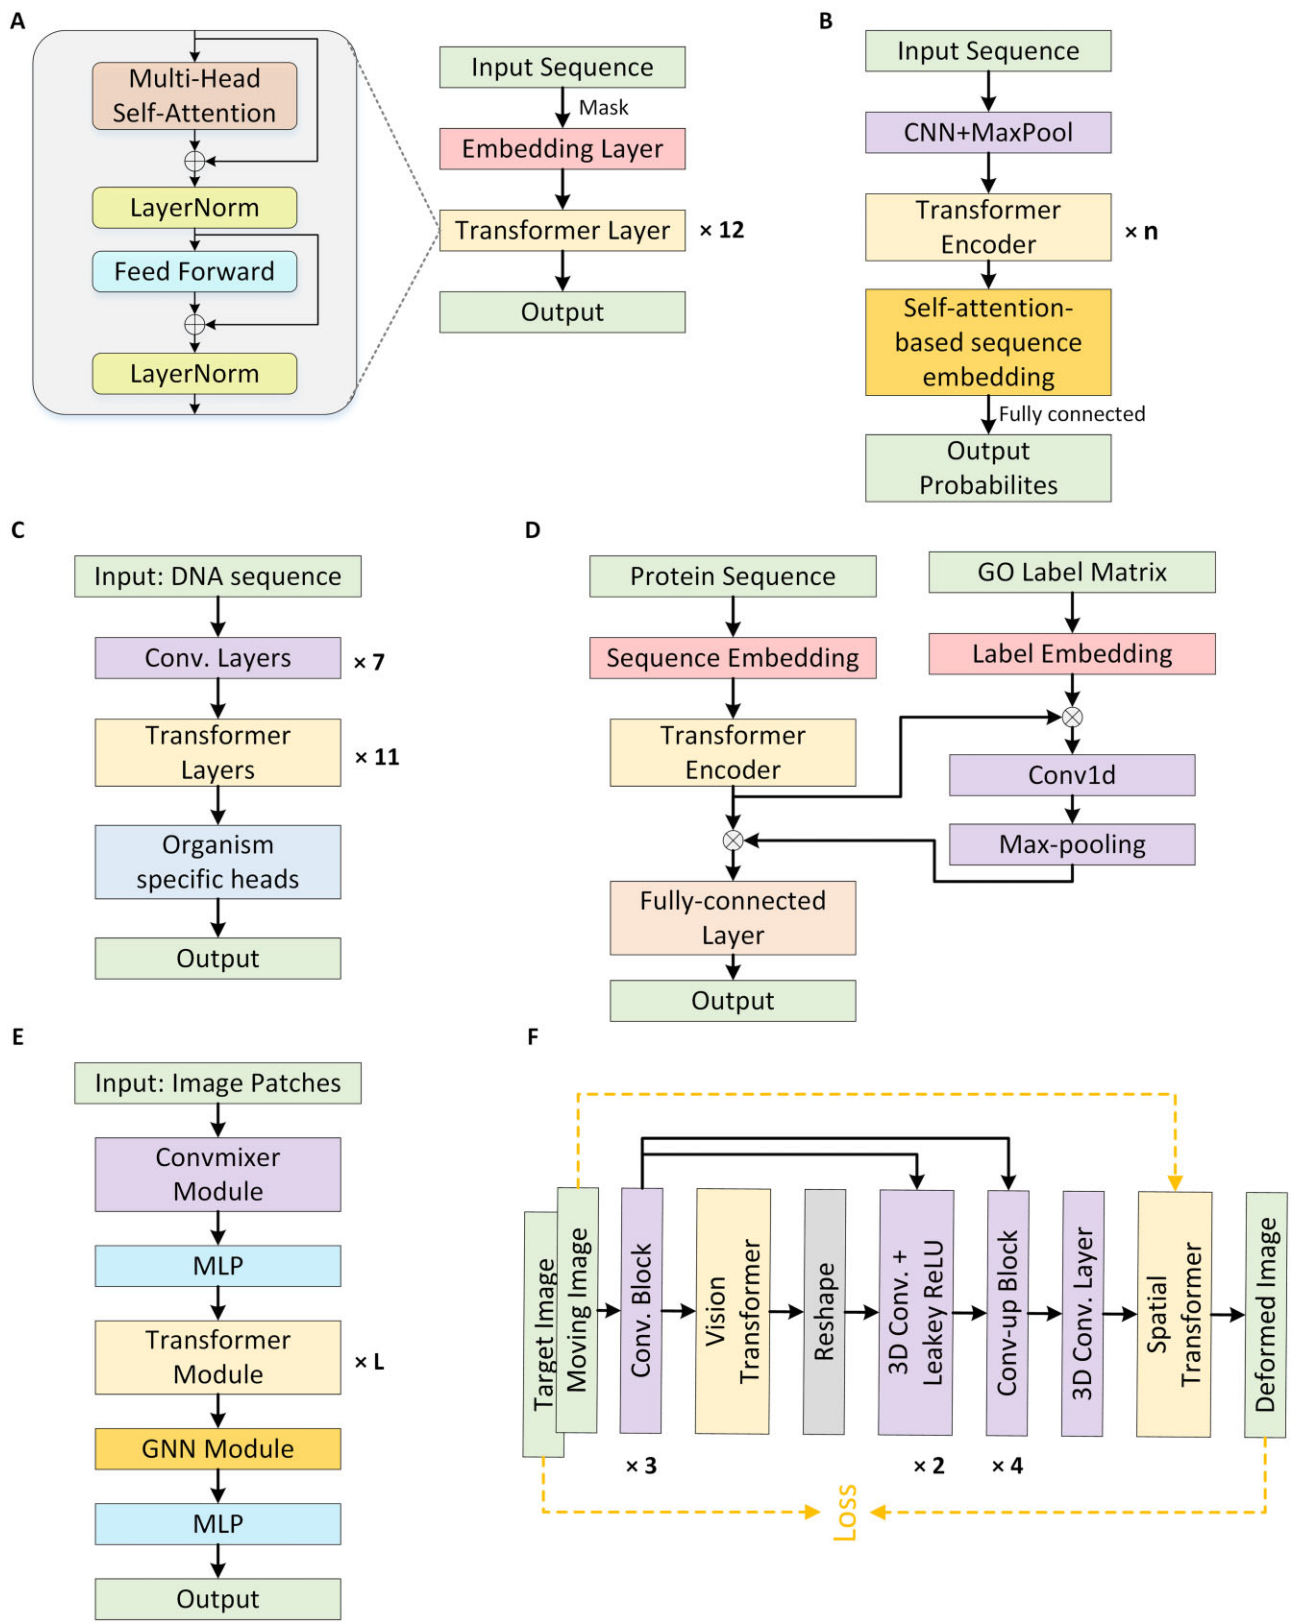 A
Multi-Head
Self-Attention
LayerNorm
Feed Forward
LayerNorm
Input Sequence
Mask
Embedding Layer
Transformer Layer
× 12
Output
B
Input Sequence
CNN+MaxPool
Transformer
Encoder
× n
Self-attention-
based sequence
embedding
Fully connected
Output
Probabilites
C
Input: DNA sequence
Conv. Layers
× 7
Transformer
Layers
× 11
Organism
specific heads
Output
D
Protein Sequence
Sequence Embedding
Transformer
Encoder
GO Label Matrix
Label Embedding
Conv1d
Max-pooling
Fully-connected
Layer
Output
E
Input: Image Patches
Convmixer
Module
MLP
Transformer
Module
× L
GNN Module
MLP
Output
F
Target Image
Moving Image
Conv. Block
× 3
Vision
Transformer
Reshape
3D Conv. +
Leakey ReLU
× 2
Conv-up Block
× 4
3D Conv. Layer
Spatial
Transformer
Deformed Image
Loss